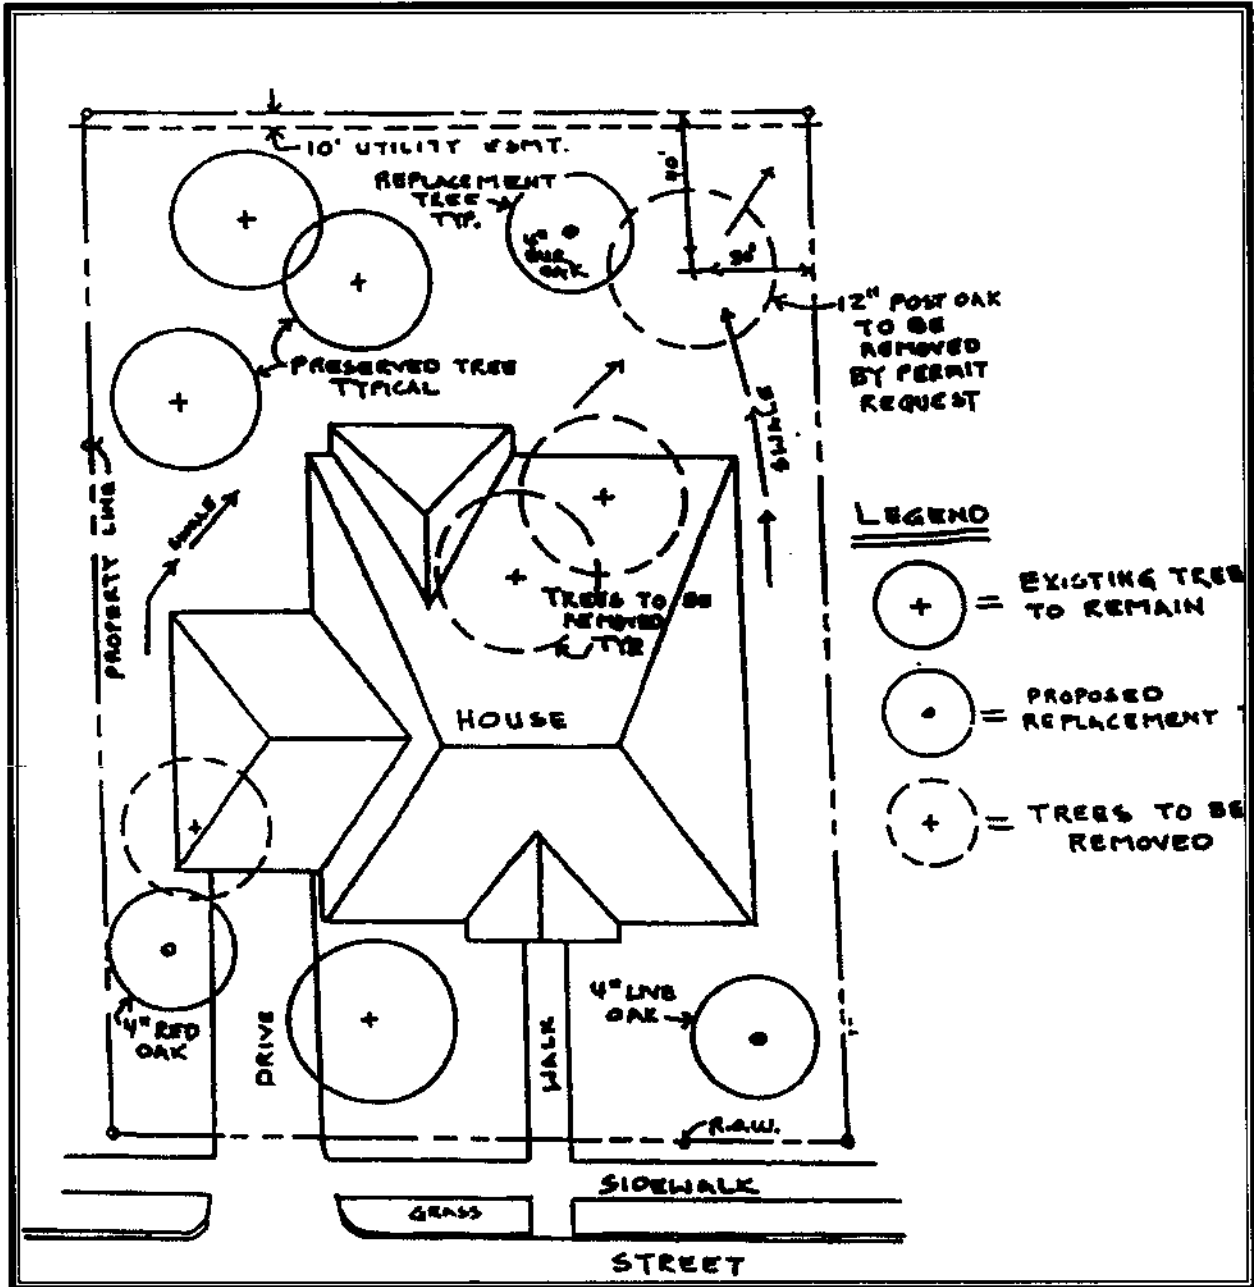 10' UTILITY ESMT.
REPLACEMENT
TREE
TYP.
4"
OAK
40'
30'
12" POST OAK
TO BE
REMOVED
BY PERMIT
REQUEST
PRESERVED TREE
TYPICAL
SWALE
PROPERTY LINE
SWALE
TREES TO BE
REMOVED
TYP.
HOUSE
LEGEND
= EXISTING TREE
TO REMAIN
= PROPOSED
REPLACEMENT
= TREES TO BE
REMOVED
4" RED
OAK
DRIVE
WALK
4" LIVE
OAK
R.O.W.
SIDEWALK
GRASS
STREET